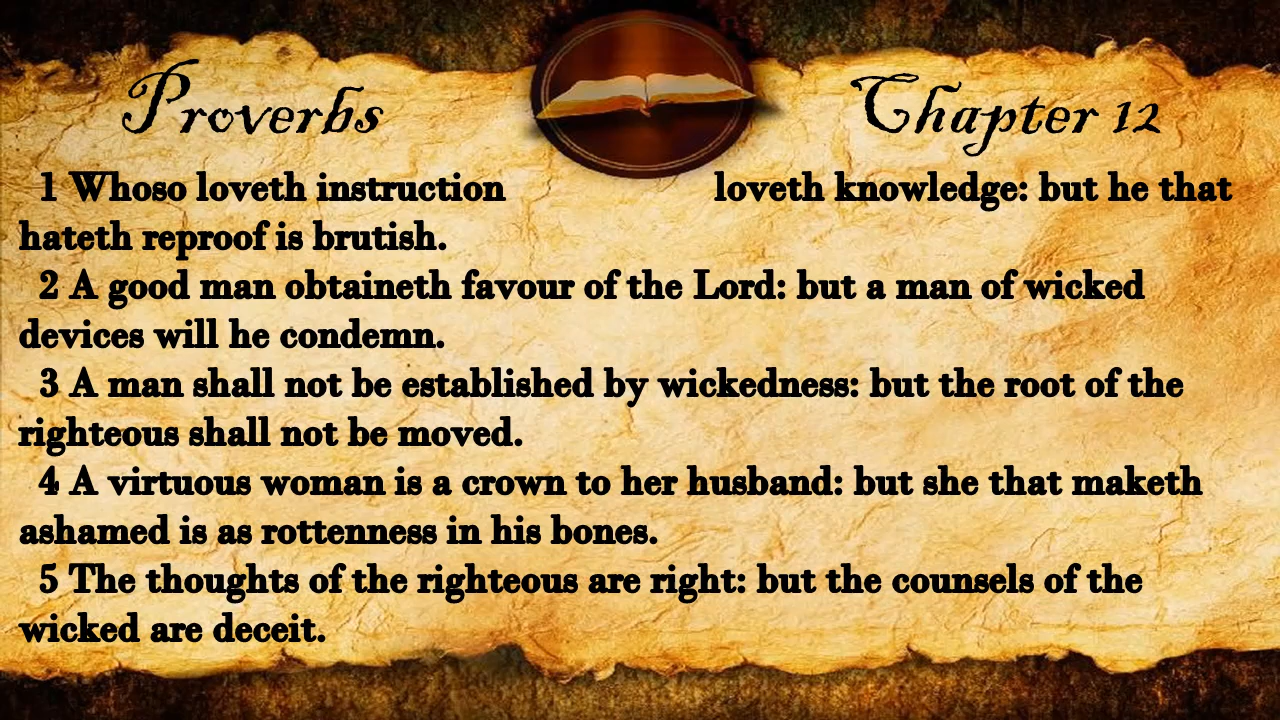 Proverbs Chapter 12
1 Whoso loveth instruction loveth knowledge: but he that
hateth reproof is brutish.
2 A good man obtaineth favour of the Lord: but a man of wicked
devices will he condemn.
3 A man shall not be established by wickedness: but the root of the
righteous shall not be moved.
4 A virtuous woman is a crown to her husband: but she that maketh
ashamed is as rottenness in his bones.
5 The thoughts of the righteous are right: but the counsels of the
wicked are deceit.